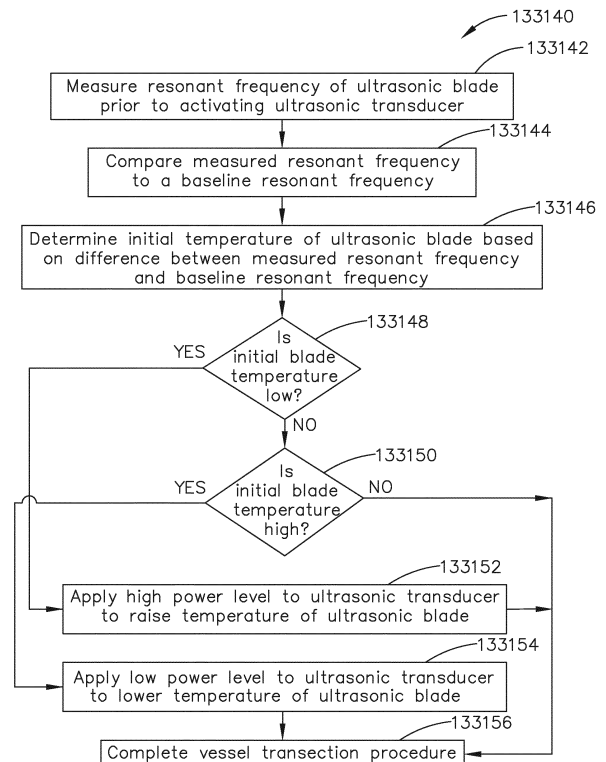 133140
133142
Measure resonant frequency of ultrasonic blade
prior to activating ultrasonic transducer
133144
Compare measured resonant frequency
to a baseline resonant frequency
133146
Determine initial temperature of ultrasonic blade based
on difference between measured resonant frequency
and baseline resonant frequency
133148
YES
Is
initial blade
temperature
low?
NO
133150
YES
Is
initial blade
temperature
high?
NO
133152
Apply high power level to ultrasonic transducer
to raise temperature of ultrasonic blade
133154
Apply low power level to ultrasonic transducer
to lower temperature of ultrasonic blade
133156
Complete vessel transection procedure